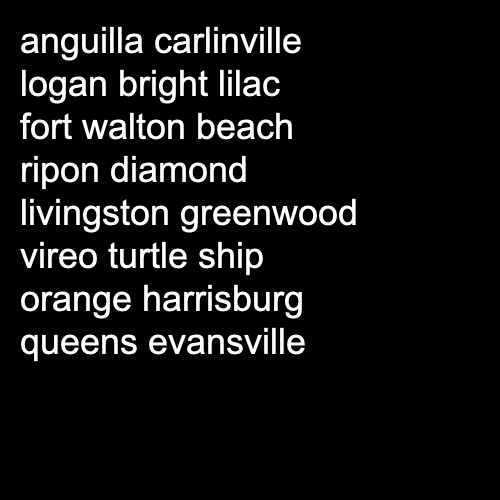 anguilla carlinville
logan bright lilac
fort walton beach
ripon diamond
livingston greenwood
vireo turtle ship
orange harrisburg
queens evansville